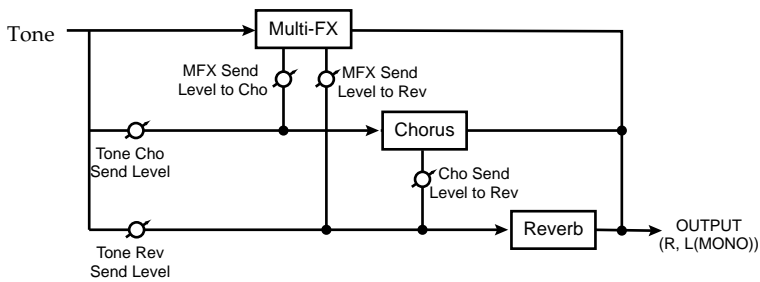 Tone
Multi-FX
MFX Send
Level to Cho
MFX Send
Level to Rev
Chorus
Tone Cho
Send Level
Cho Send
Level to Rev
Reverb
OUTPUT
(R, L(MONO))
Tone Rev
Send Level